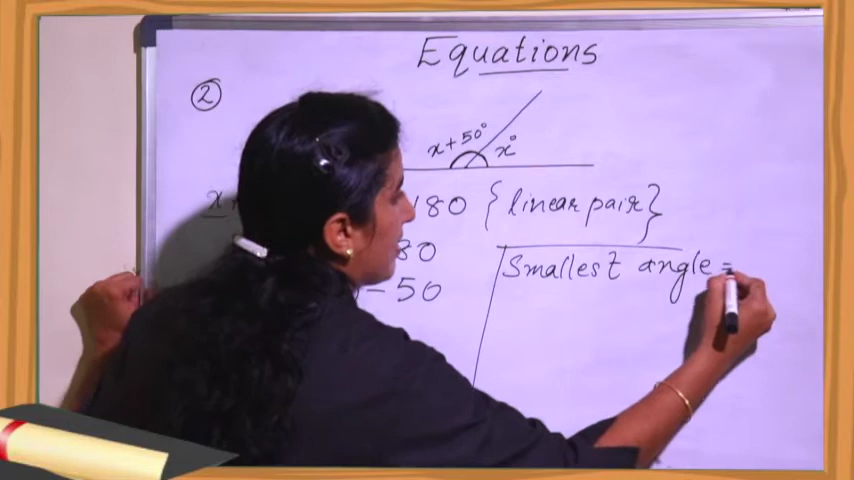 Equations
2
x+50° x°
x 180 {linear pair}
80
Smallest angle =
-50